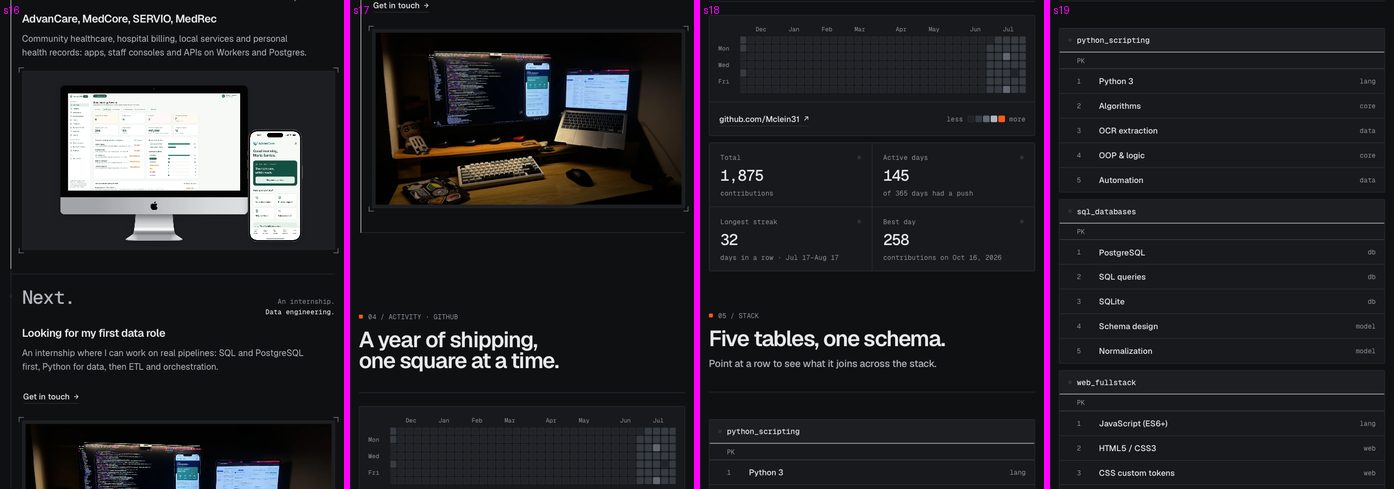 s16
AdvanCare, MedCore, SERVIO, MedRec
Community healthcare, hospital billing, local services and personal
health records: apps, staff consoles and APIs on Workers and Postgres.
Next.
An internship.
Data engineering.
Looking for my first data role
An internship where I can work on real pipelines: SQL and PostgreSQL
first, Python for data, then ETL and orchestration.
Get in touch →
s17
Get in touch →
04 / ACTIVITY · GITHUB
A year of shipping,
one square at a time.
Dec Jan Feb Mar Apr May Jun Jul
Mon
Wed
Fri
s18
Dec Jan Feb Mar Apr May Jun Jul
Mon
Wed
Fri
github.com/Mclein31 ↗
less more
Total
1,875
contributions
Active days
145
of 365 days had a push
Longest streak
32
days in a row · Jul 17–Aug 17
Best day
258
contributions on Oct 16, 2026
05 / STACK
Five tables, one schema.
Point at a row to see what it joins across the stack.
python_scripting
PK
1 Python 3 lang
s19
python_scripting
PK
1 Python 3 lang
2 Algorithms core
3 OCR extraction data
4 OOP & logic core
5 Automation data
sql_databases
PK
1 PostgreSQL db
2 SQL queries db
3 SQLite db
4 Schema design model
5 Normalization model
web_fullstack
PK
1 JavaScript (ES6+) lang
2 HTML5 / CSS3 web
3 CSS custom tokens web